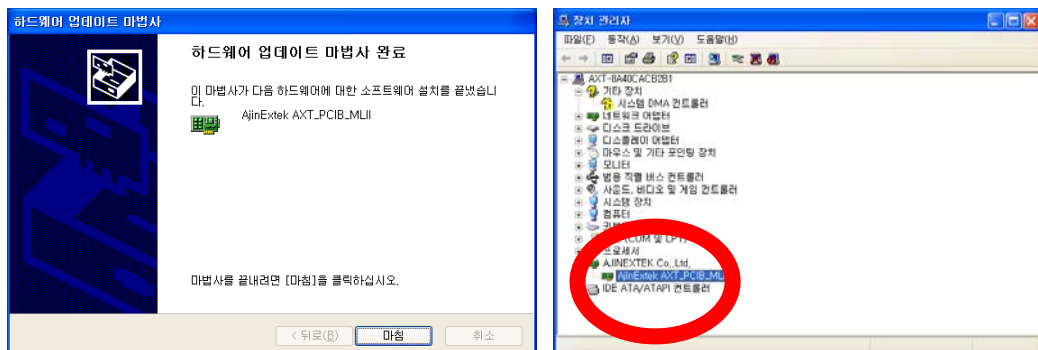 하드웨어 업데이트 마법사
하드웨어 업데이트 마법사 완료
이 마법사가 다음 하드웨어에 대한 소프트웨어 설치를 끝냈습니
다.
AjinExtek AXT_PCIB_MLII
마법사를 끝내려면 [마침]을 클릭하십시오.
< 뒤로(B)
마침
취소
장치 관리자
파일(F) 동작(A) 보기(V) 도움말(H)
AXT-8A40CACB2B1
기타 장치
시스템 DMA 컨트롤러
네트워크 어댑터
디스크 드라이브
디스플레이 어댑터
마우스 및 기타 포인팅 장치
모니터
범용 직렬 버스 컨트롤러
사운드, 비디오 및 게임 컨트롤러
시스템 장치
컴퓨터
(COM 및 LPT)
프로세서
AJINEXTEK Co.,Ltd.
AjinExtek AXT_PCIB_ML
IDE ATA/ATAPI 컨트롤러